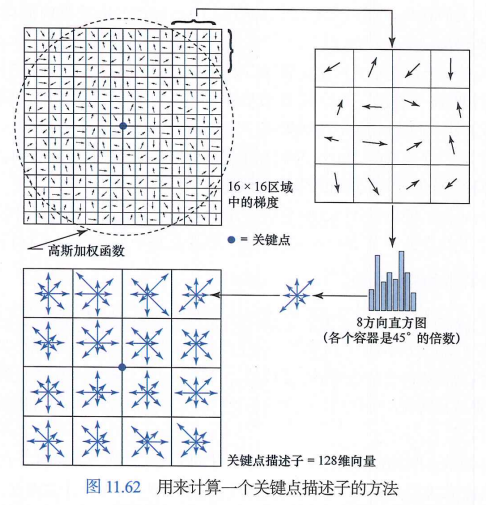 16×16区域
中的梯度
= 关键点
高斯加权函数
8方向直方图
(各个容器是45°的倍数)
关键点描述子 = 128维向量
图 11.62 用来计算一个关键点描述子的方法